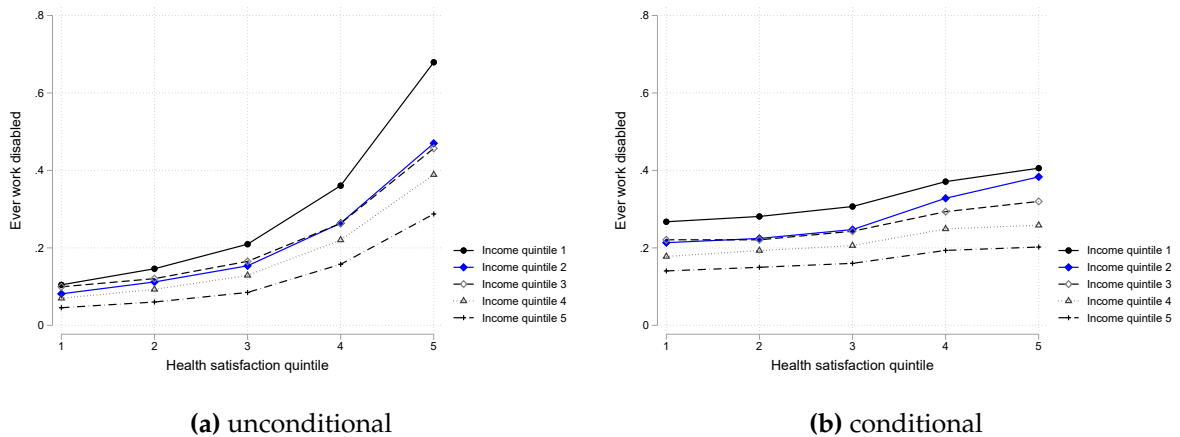 .8
.6
.4
.2
0
Ever work disabled
1 2 3 4 5
Health satisfaction quintile
Income quintile 1
Income quintile 2
Income quintile 3
Income quintile 4
Income quintile 5
(a) unconditional
.8
.6
.4
.2
0
Ever work disabled
1 2 3 4 5
Health satisfaction quintile
Income quintile 1
Income quintile 2
Income quintile 3
Income quintile 4
Income quintile 5
(b) conditional